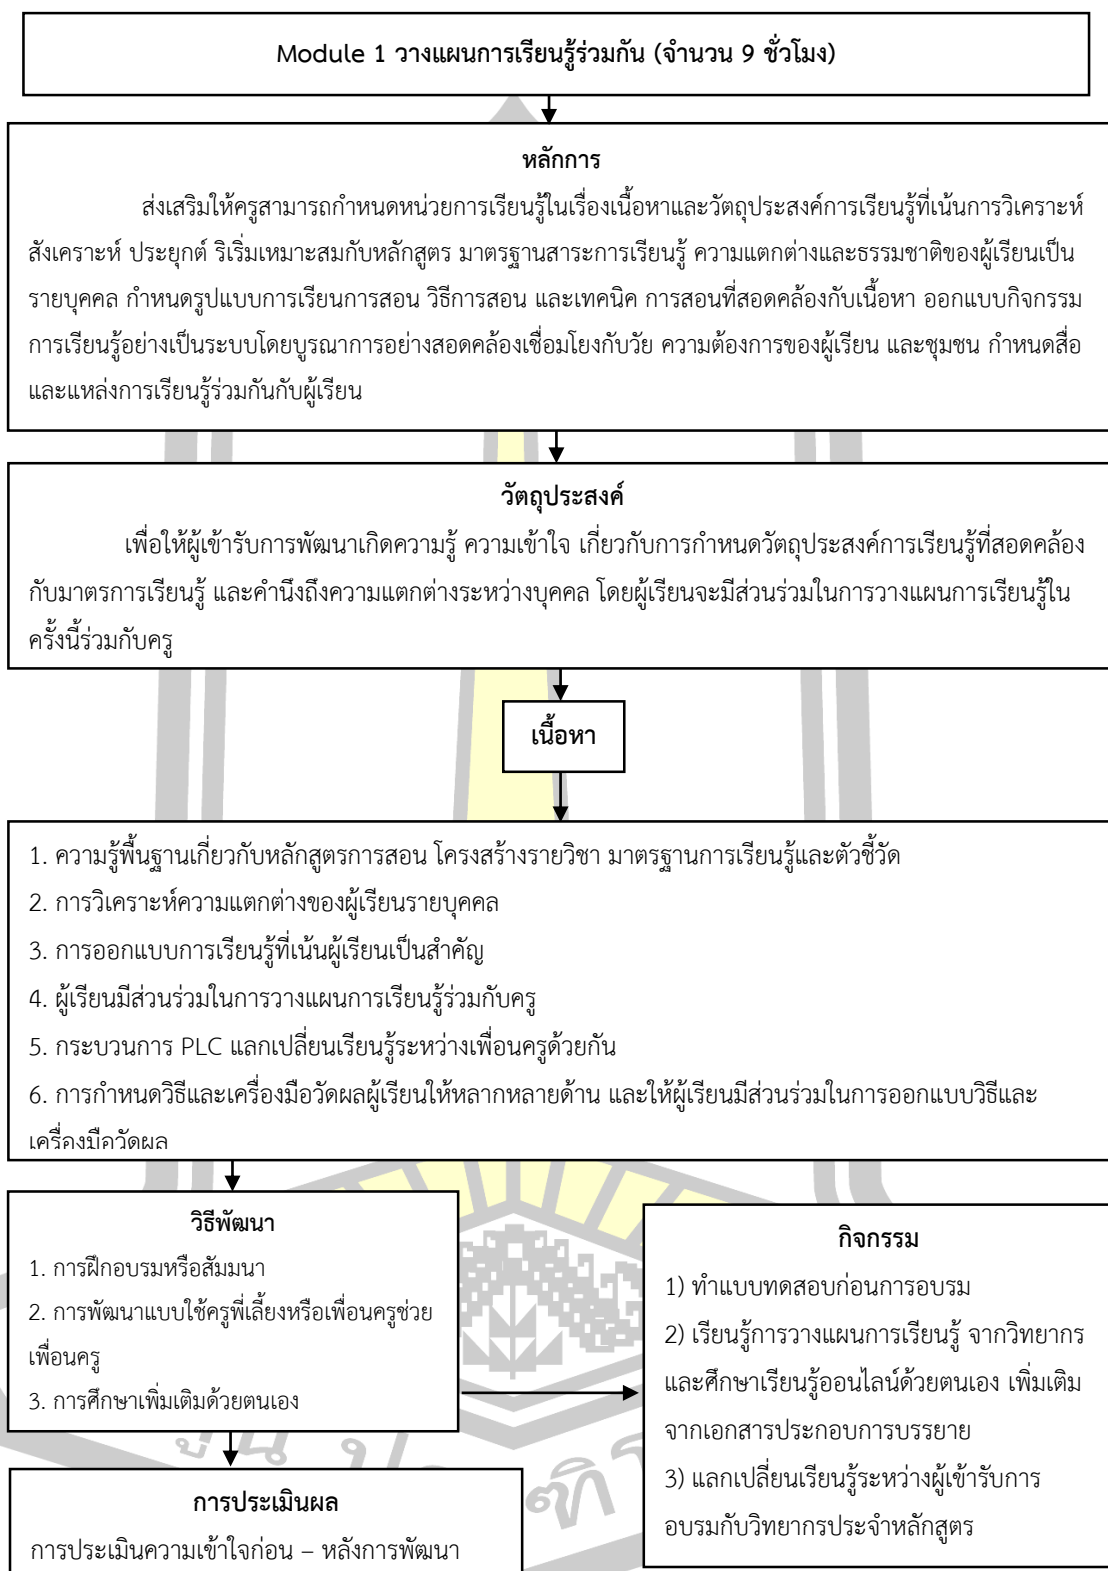 Module 1 วางแผนการเรียนรู้ร่วมกัน (จำนวน 9 ชั่วโมง)
หลักการ
ส่งเสริมให้ครูสามารถกำหนดหน่วยการเรียนรู้ในเรื่องเนื้อหาและวัตถุประสงค์การเรียนรู้ที่เน้นการวิเคราะห์
สังเคราะห์ ประยุกต์ ริเริ่มเหมาะสมกับหลักสูตร มาตรฐานสาระการเรียนรู้ ความแตกต่างและธรรมชาติของผู้เรียนเป็น
รายบุคคล กำหนดรูปแบบการเรียนการสอน วิธีการสอน และเทคนิค การสอนที่สอดคล้องกับเนื้อหา ออกแบบกิจกรรม
การเรียนรู้อย่างเป็นระบบโดยบูรณาการอย่างสอดคล้องเชื่อมโยงกับวัย ความต้องการของผู้เรียน และชุมชน กำหนดสื่อ
และแหล่งการเรียนรู้ร่วมกันกับผู้เรียน
วัตถุประสงค์
เพื่อให้ผู้เข้ารับการพัฒนาเกิดความรู้ ความเข้าใจ เกี่ยวกับการกำหนดวัตถุประสงค์การเรียนรู้ที่สอดคล้อง
กับมาตรการเรียนรู้ และคำนึงถึงความแตกต่างระหว่างบุคคล โดยผู้เรียนจะมีส่วนร่วมในการวางแผนการเรียนรู้ใน
ครั้งนี้ร่วมกับครู
เนื้อหา
1. ความรู้พื้นฐานเกี่ยวกับหลักสูตรการสอน โครงสร้างรายวิชา มาตรฐานการเรียนรู้และตัวชี้วัด
2. การวิเคราะห์ความแตกต่างของผู้เรียนรายบุคคล
3. การออกแบบการเรียนรู้ที่เน้นผู้เรียนเป็นสำคัญ
4. ผู้เรียนมีส่วนร่วมในการวางแผนการเรียนรู้ร่วมกับครู
5. กระบวนการ PLC แลกเปลี่ยนเรียนรู้ระหว่างเพื่อนครูด้วยกัน
6. การกำหนดวิธีและเครื่องมือวัดผลผู้เรียนให้หลากหลายด้าน และให้ผู้เรียนมีส่วนร่วมในการออกแบบวิธีและ
เครื่องมือวัดผล
วิธีพัฒนา
1. การฝึกอบรมหรือสัมมนา
2. การพัฒนาแบบใช้ครูพี่เลี้ยงหรือเพื่อนครูช่วย
เพื่อนครู
3. การศึกษาเพิ่มเติมด้วยตนเอง
กิจกรรม
1) ทำแบบทดสอบก่อนการอบรม
2) เรียนรู้การวางแผนการเรียนรู้ จากวิทยากร
และศึกษาเรียนรู้ออนไลน์ด้วยตนเอง เพิ่มเติม
จากเอกสารประกอบการบรรยาย
3) แลกเปลี่ยนเรียนรู้ระหว่างผู้เข้ารับการ
อบรมกับวิทยากรประจำหลักสูตร
การประเมินผล
การประเมินความเข้าใจก่อน – หลังการพัฒนา